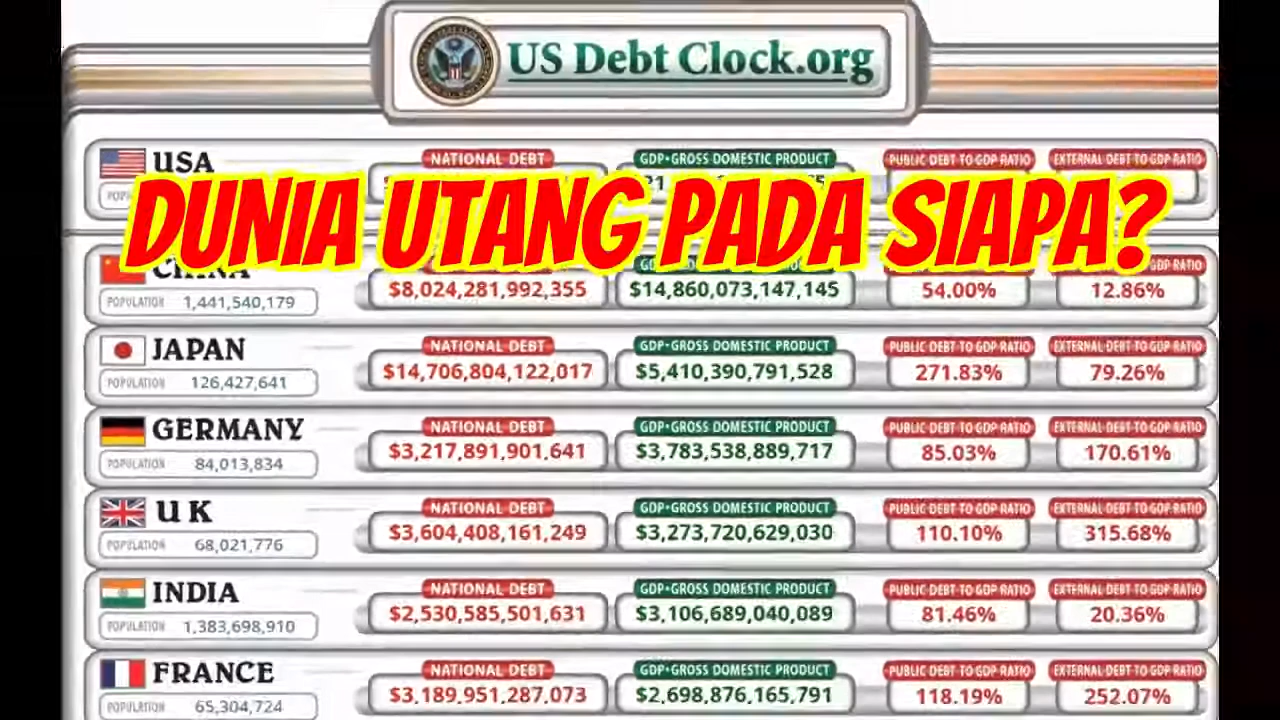 US Debt Clock.org
USA
NATIONAL DEBT
GDP•GROSS DOMESTIC PRODUCT
PUBLIC DEBT TO GDP RATIO
EXTERNAL DEBT TO GDP RATIO
DUNIA UTANG PADA SIAPA?
CHINA
GDP RATIO
POPULATION 1,441,540,179
$8,024,281,992,355
$14,860,073,147,145
54.00%
12.86%
JAPAN
NATIONAL DEBT
GDP•GROSS DOMESTIC PRODUCT
PUBLIC DEBT TO GDP RATIO
EXTERNAL DEBT TO GDP RATIO
POPULATION 126,427,641
$14,706,804,122,017
$5,410,390,791,528
271.83%
79.26%
GERMANY
NATIONAL DEBT
GDP•GROSS DOMESTIC PRODUCT
PUBLIC DEBT TO GDP RATIO
EXTERNAL DEBT TO GDP RATIO
POPULATION 84,013,834
$3,217,891,901,641
$3,783,538,889,717
85.03%
170.61%
UK
NATIONAL DEBT
GDP•GROSS DOMESTIC PRODUCT
PUBLIC DEBT TO GDP RATIO
EXTERNAL DEBT TO GDP RATIO
POPULATION 68,021,776
$3,604,408,161,249
$3,273,720,629,030
110.10%
315.68%
INDIA
NATIONAL DEBT
GDP•GROSS DOMESTIC PRODUCT
PUBLIC DEBT TO GDP RATIO
EXTERNAL DEBT TO GDP RATIO
POPULATION 1,383,698,910
$2,530,585,501,631
$3,106,689,040,089
81.46%
20.36%
FRANCE
NATIONAL DEBT
GDP•GROSS DOMESTIC PRODUCT
PUBLIC DEBT TO GDP RATIO
EXTERNAL DEBT TO GDP RATIO
POPULATION 65,304,724
$3,189,951,287,073
$2,698,876,165,791
118.19%
252.07%